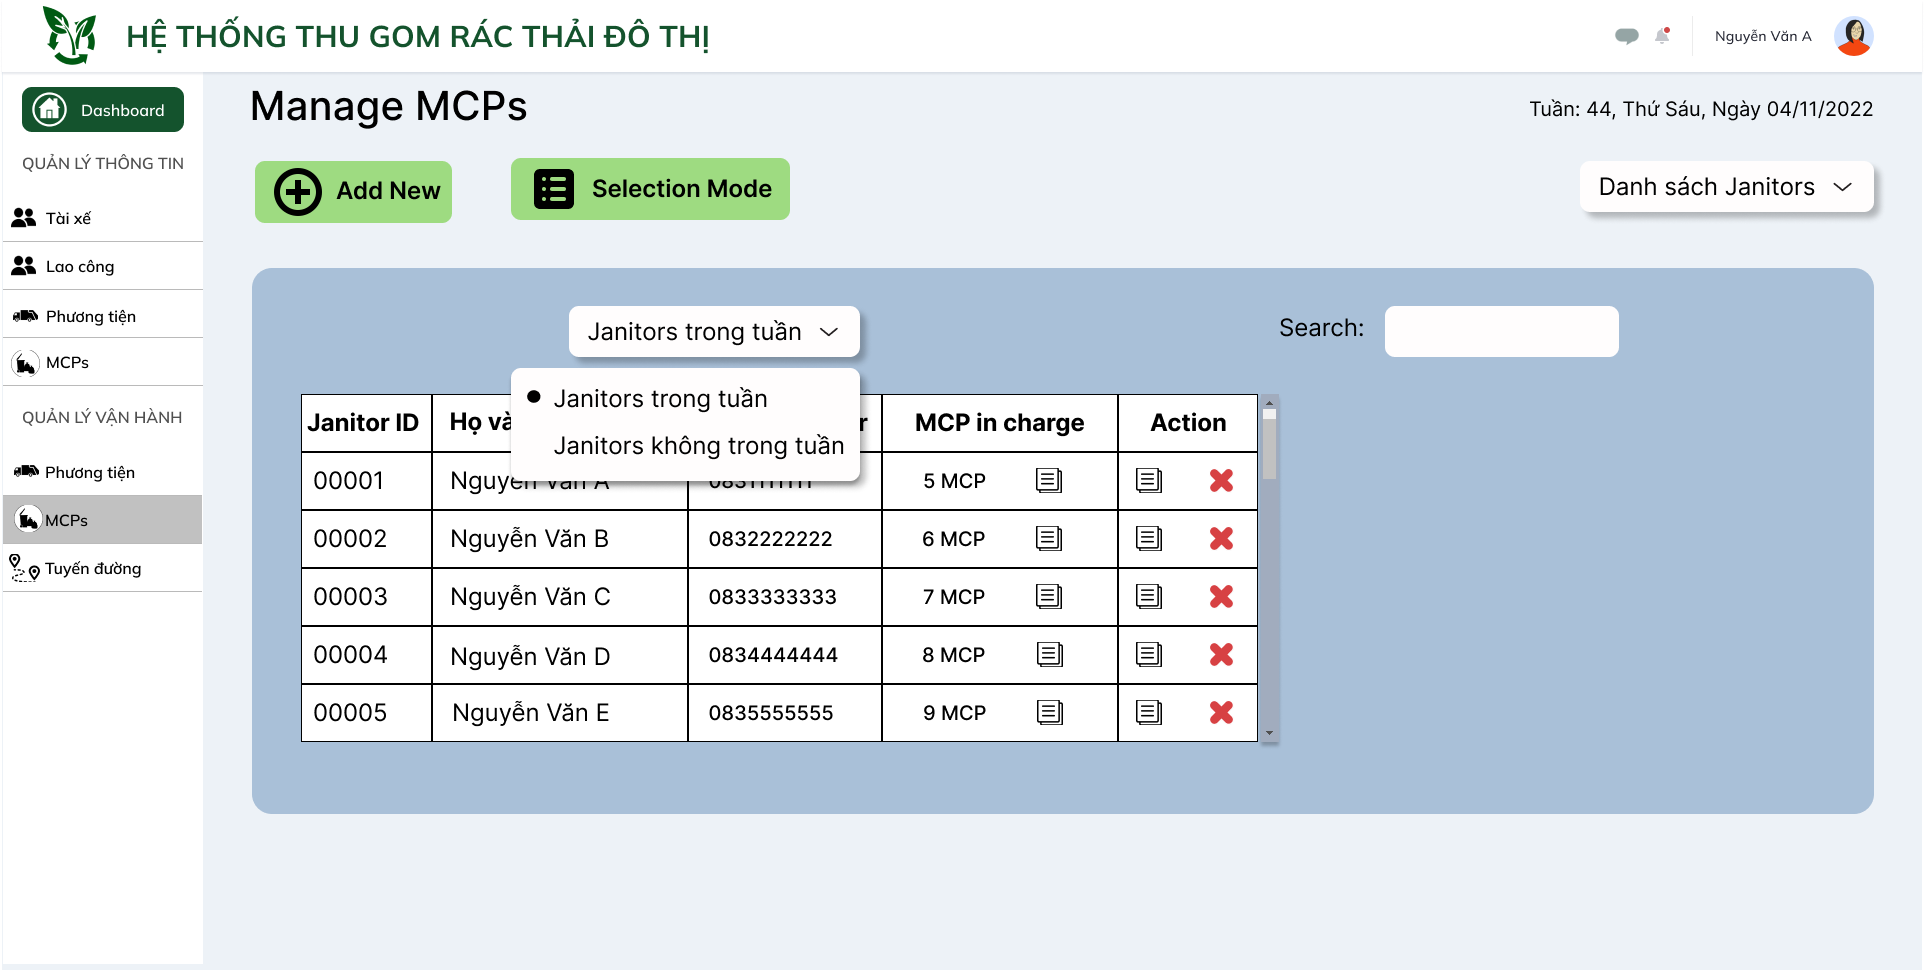 HỆ THỐNG THU GOM RÁC THẢI ĐÔ THỊ
Nguyễn Văn A
Dashboard
QUẢN LÝ THÔNG TIN
Tài xế
Lao công
Phương tiện
MCPs
QUẢN LÝ VẬN HÀNH
Phương tiện
MCPs
Tuyến đường
Manage MCPs
Tuần: 44, Thứ Sáu, Ngày 04/11/2022
Add New
Selection Mode
Danh sách Janitors
Janitors trong tuần
Search:
Janitors trong tuần
Janitors không trong tuần
Janitor ID Họ và MCP in charge Action
00001 Nguyễn Văn A 0831111111 5 MCP
00002 Nguyễn Văn B 0832222222 6 MCP
00003 Nguyễn Văn C 0833333333 7 MCP
00004 Nguyễn Văn D 0834444444 8 MCP
00005 Nguyễn Văn E 0835555555 9 MCP